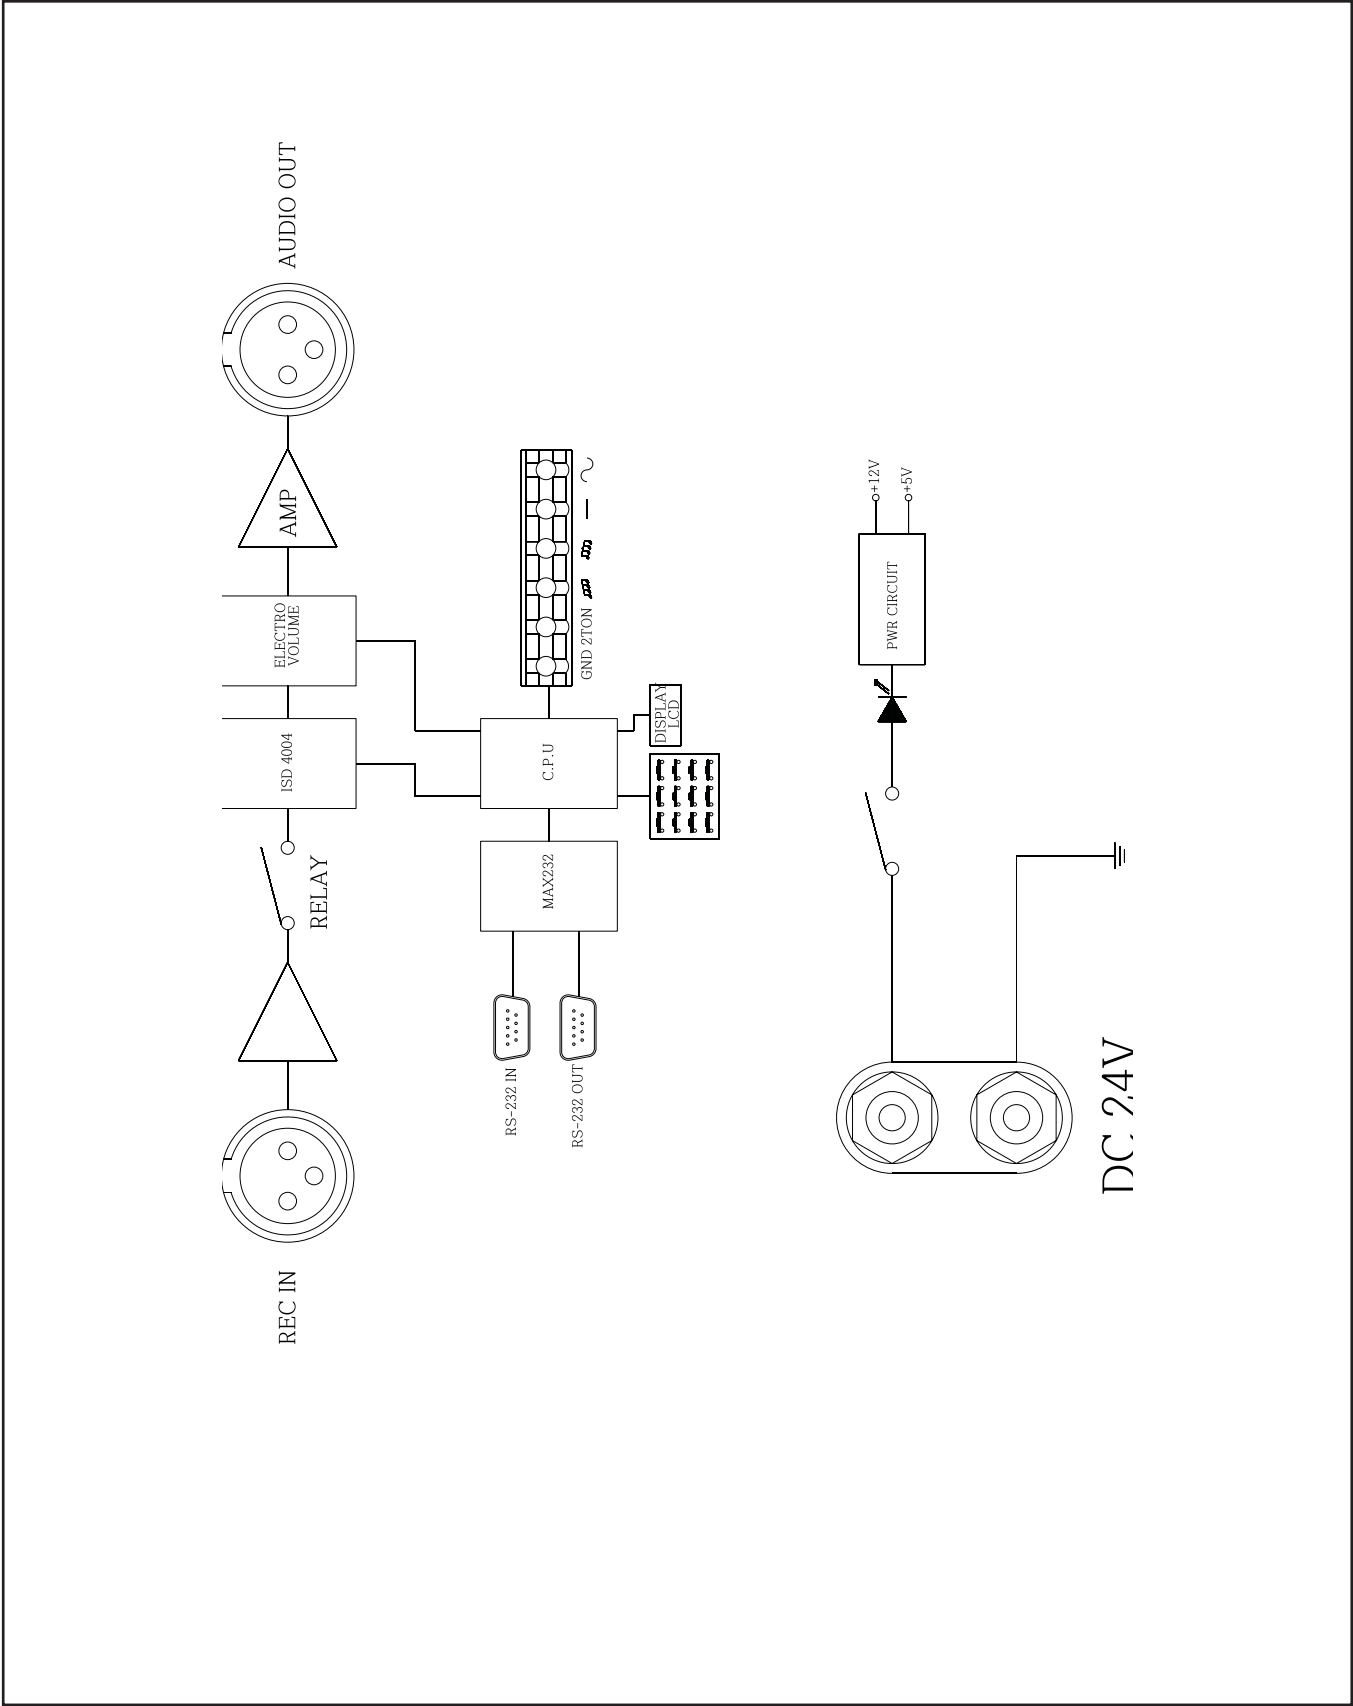 REC IN
RELAY
ISD 4004
ELECTRO
VOLUME
AMP
AUDIO OUT
RS-232 IN
RS-232 OUT
MAX232
C.P.U
GND 2TON
DISPLAY
LCD
DC 24V
PWR CIRCUIT
+12V
+5V